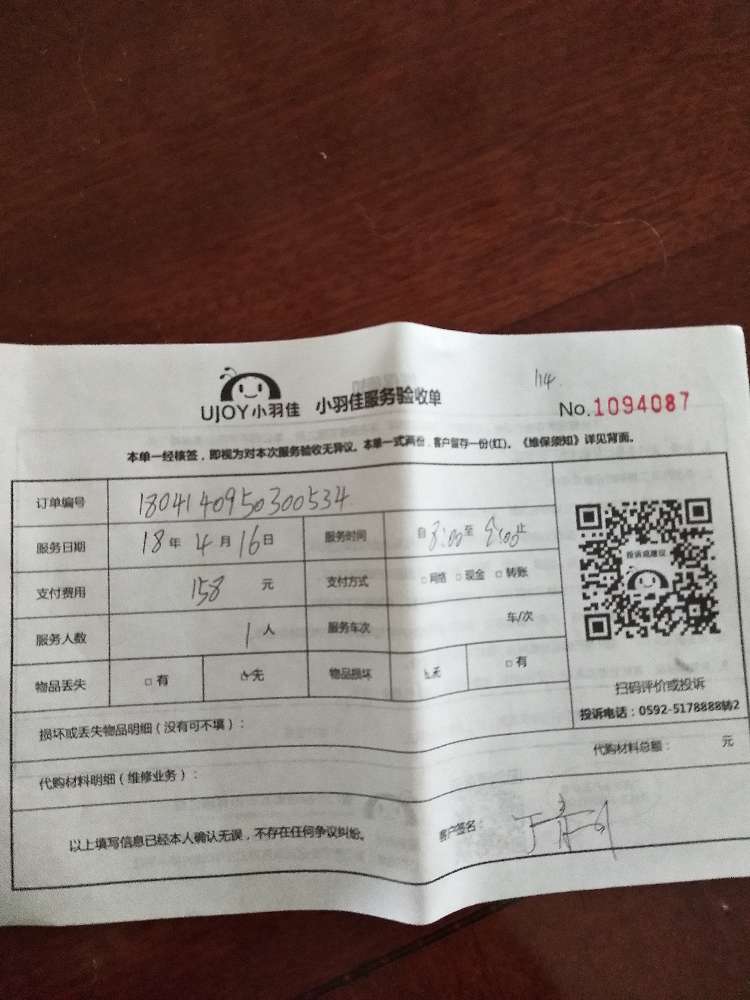 114
UJOY小羽佳 小羽佳服务验收单 No.1094087
本单一经核签，即视为对本次服务验收无异议。本单一式两份，客户留存一份(红)。《维保须知》详见背面。
订单编号 1804140950300534
服务日期 18年4月16日 服务时间 自8:00至 止
支付费用 158 元 支付方式 □网络 □现金 □转账
服务人数 1人 服务车次 车/次
物品丢失 □有 无 物品损坏 无 □有
投诉或建议
扫码评价或投诉
投诉电话：0592-5178888转2
损坏或丢失物品明细（没有可不填）：
代购材料明细（维修业务）： 代购材料总额： 元
以上填写信息已经本人确认无误，不存在任何争议纠纷。 客户签名：